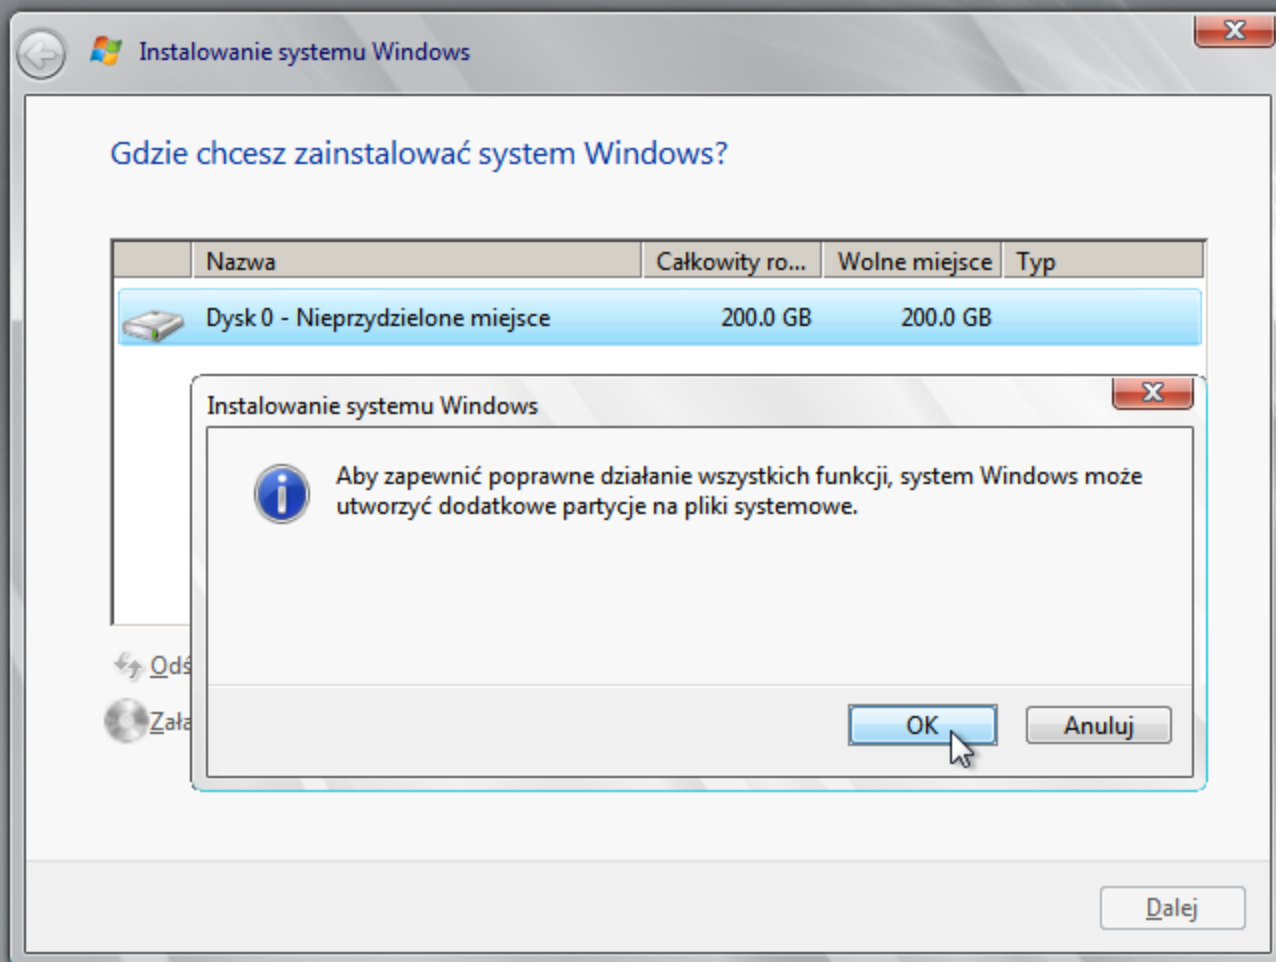 Instalowanie systemu Windows
Gdzie chcesz zainstalować system Windows?
Nazwa Całkowity ro... Wolne miejsce Typ
Dysk 0 - Nieprzydzielone miejsce 200.0 GB 200.0 GB
Instalowanie systemu Windows
Aby zapewnić poprawne działanie wszystkich funkcji, system Windows może
utworzyć dodatkowe partycje na pliki systemowe.
Odś
Zała
OK Anuluj
Dalej